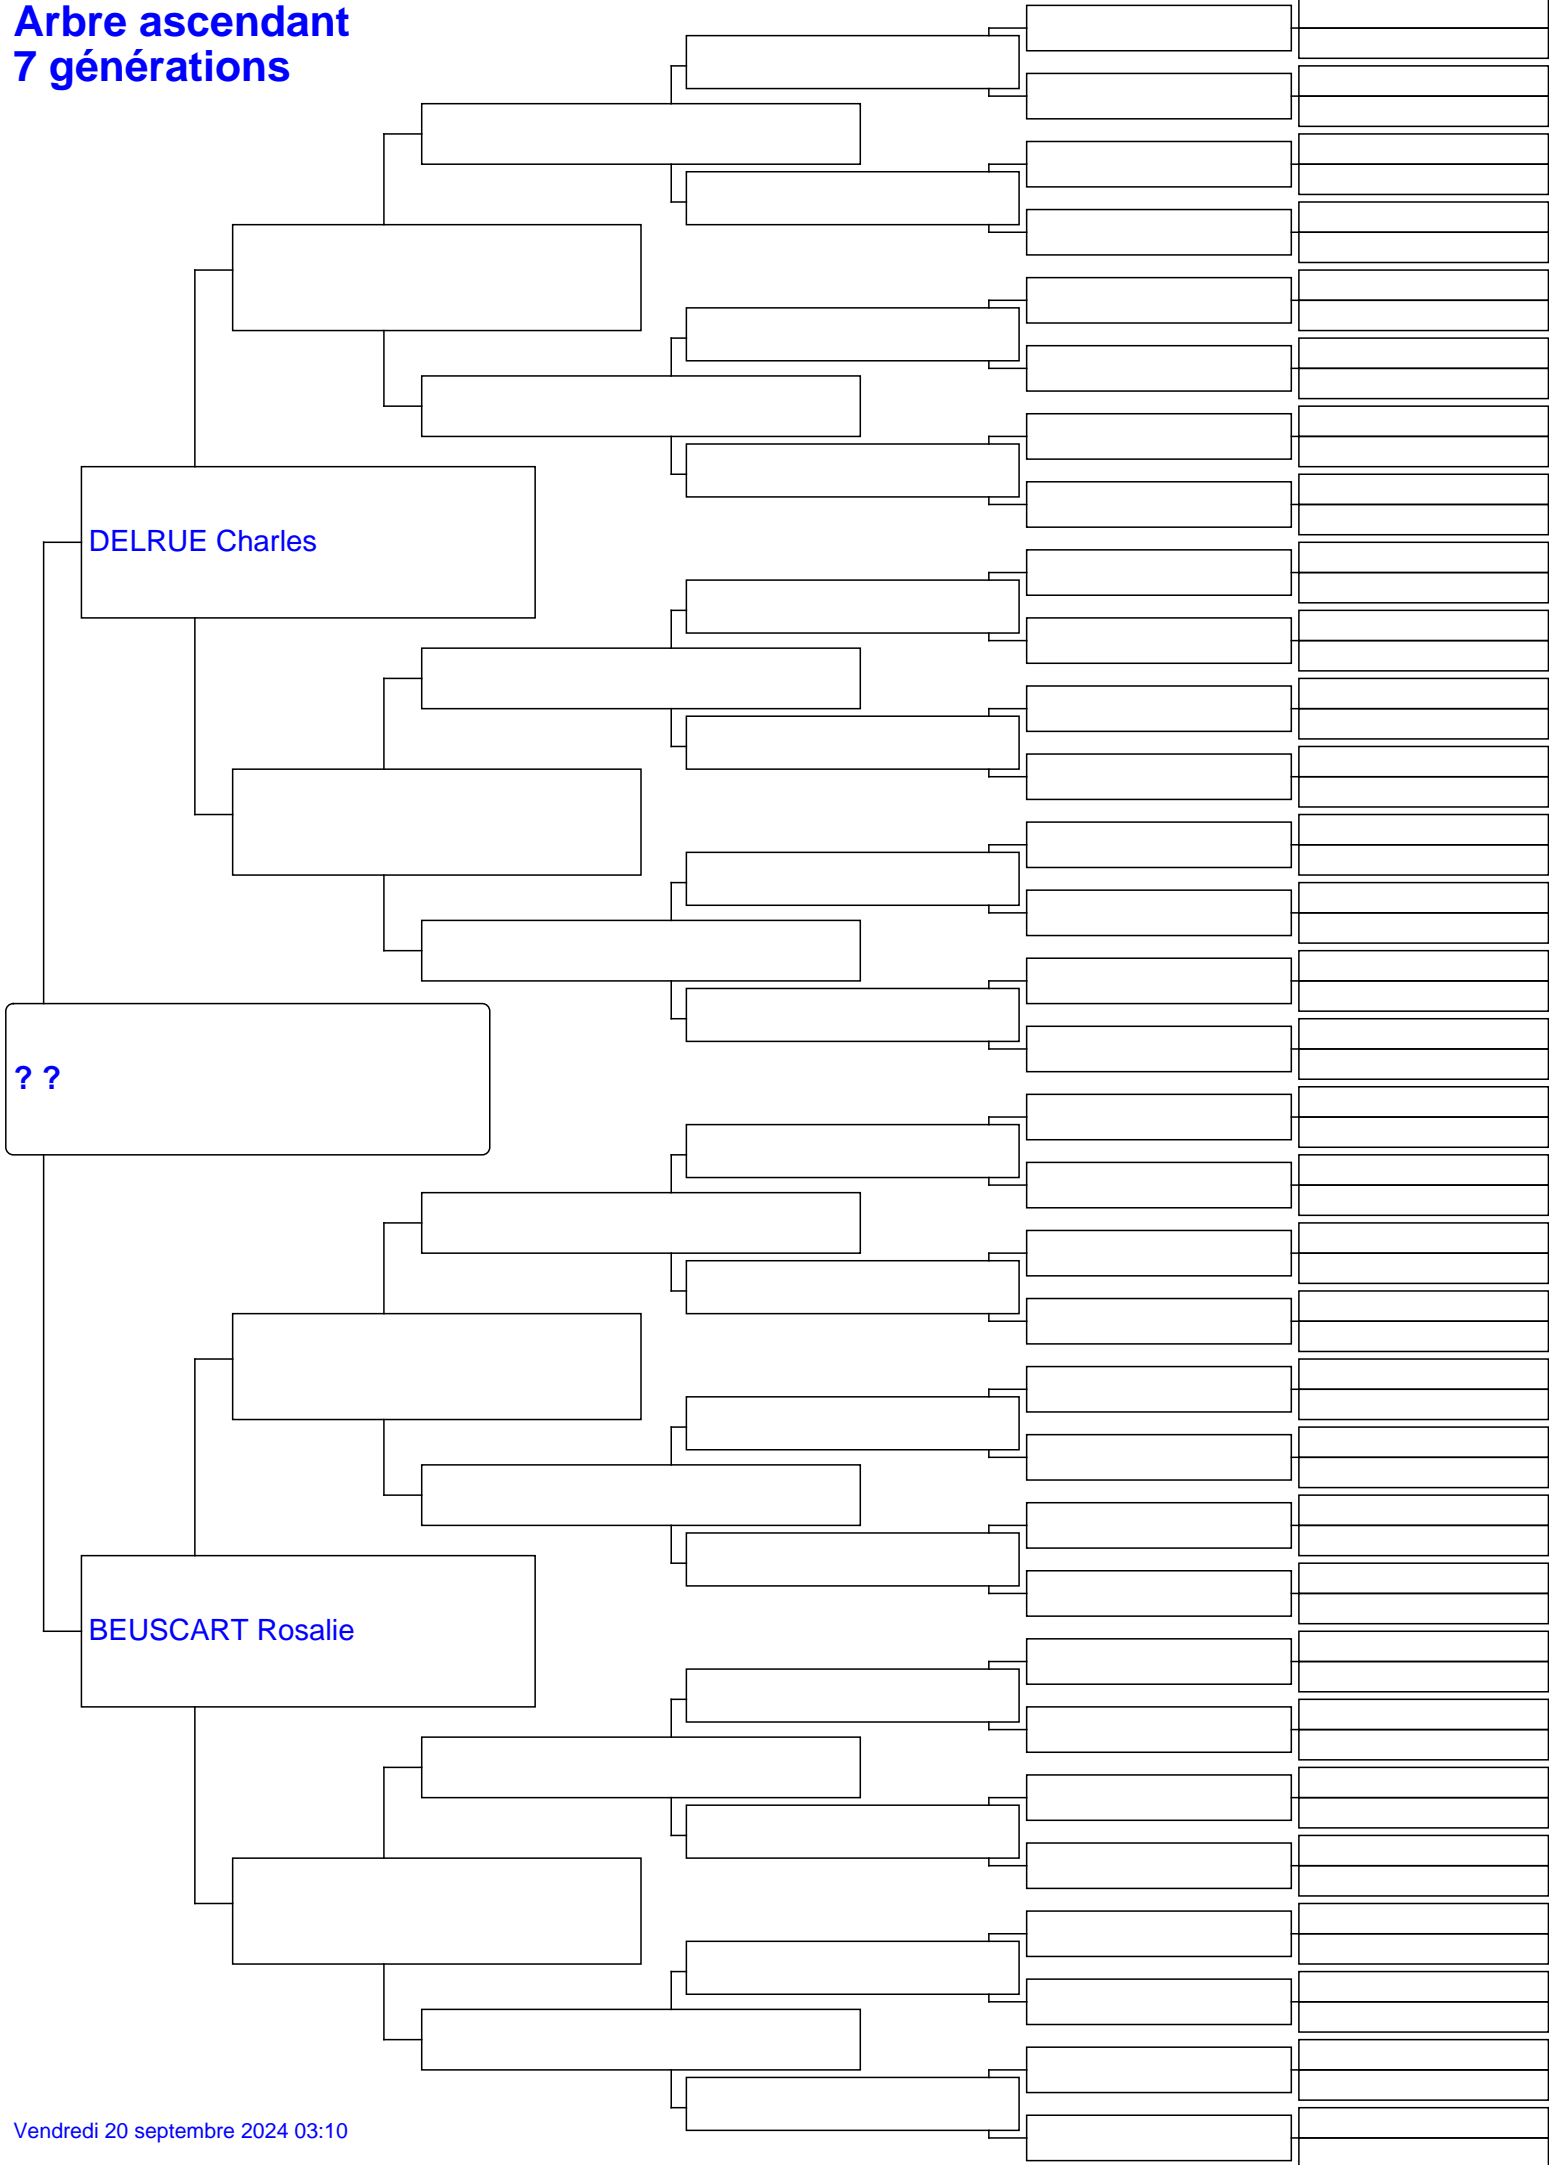 Arbre ascendant
7 générations
DELRUE Charles
? ?
BEUSCART Rosalie
Vendredi 20 septembre 2024 03:10